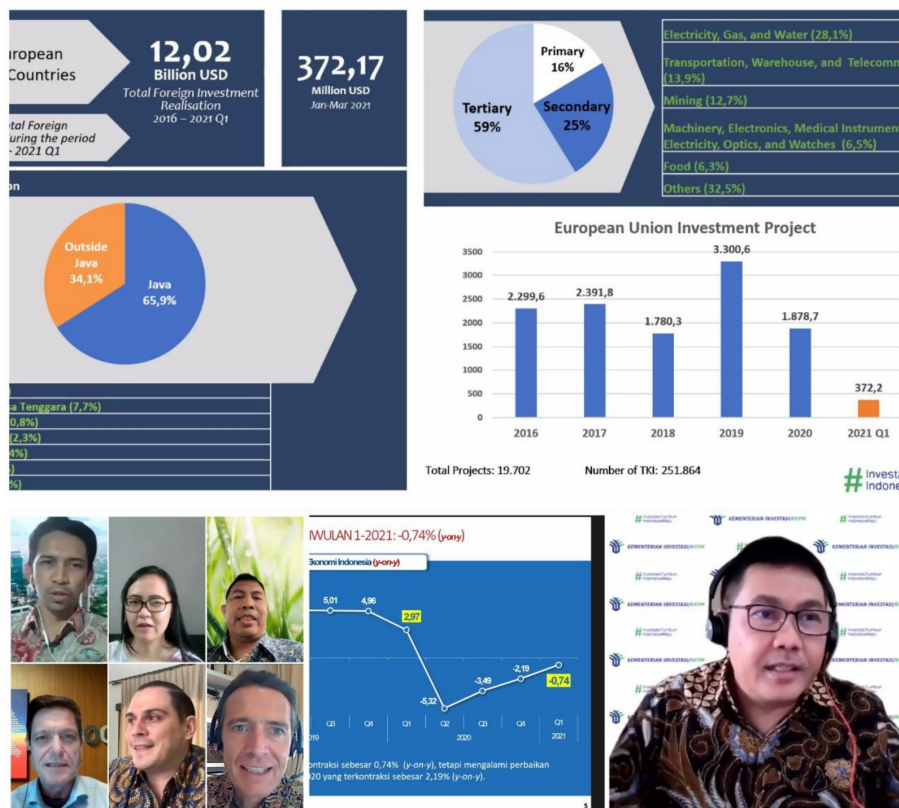 uropean
Countries
12,02
Billion USD
Total Foreign Investment
Realisation
2016 – 2021 Q1
372,17
Million USD
Jan-Mar 2021
otal Foreign
uring the period
– 2021 Q1
Primary
16%
Secondary
25%
Tertiary
59%
Electricity, Gas, and Water (28,1%)
Transportation, Warehouse, and Telecomm
(13,9%)
Mining (12,7%)
Machinery, Electronics, Medical Instrumen
Electricity, Optics, and Watches (6,5%)
Food (6,3%)
Others (32,5%)
on
Outside
Java
34,1%
Java
65,9%
sa Tenggara (7,7%)
0,8%)
(2,3%)
4%)
%)
European Union Investment Project
3500
3000
2500
2000
1500
1000
500
0
2.299,6
2.391,8
1.780,3
3.300,6
1.878,7
372,2
2016
2017
2018
2019
2020
2021 Q1
Total Projects: 19.702
Number of TKI: 251.864
# Investa
Indone
WULAN 1-2021: -0,74% (y-on-y)
Ekonomi Indonesia (y-on-y)
5,01
4,96
2,97
-5,32
-3,49
-2,19
-0,74
Q3
Q4
Q1
Q2
Q3
Q4
Q1
019
2020
2021
ontraksi sebesar 0,74% (y-on-y), tetapi mengalami perbaikan
020 yang terkontraksi sebesar 2,19% (y-on-y).
5
KEMENTERIAN INVESTASI/BKPM